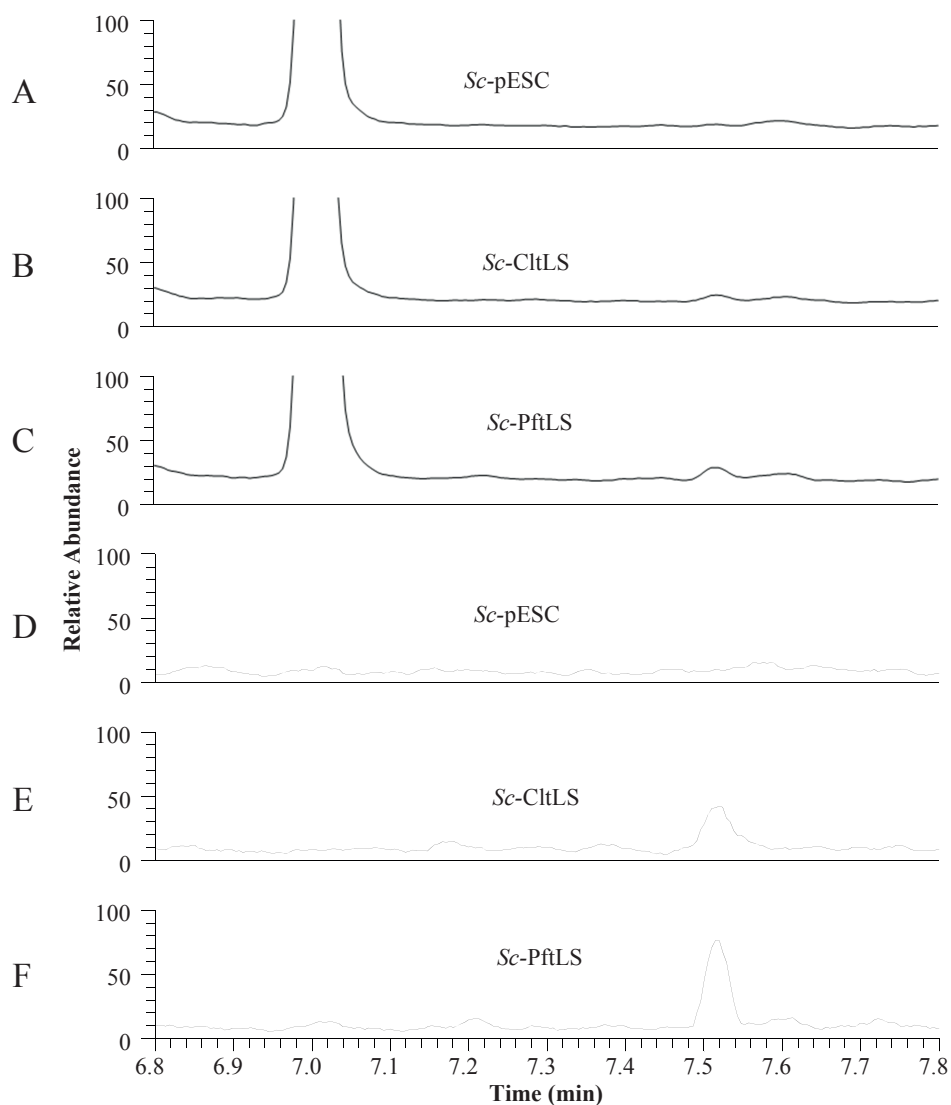 A
100
50
0
Sc-pESC
B
100
50
0
Sc-CltLS
C
100
50
0
Sc-PftLS
Relative Abundance
D
100
50
0
Sc-pESC
E
100
50
0
Sc-CltLS
F
100
50
0
Sc-PftLS
6.8 6.9 7.0 7.1 7.2 7.3 7.4 7.5 7.6 7.7 7.8
Time (min)